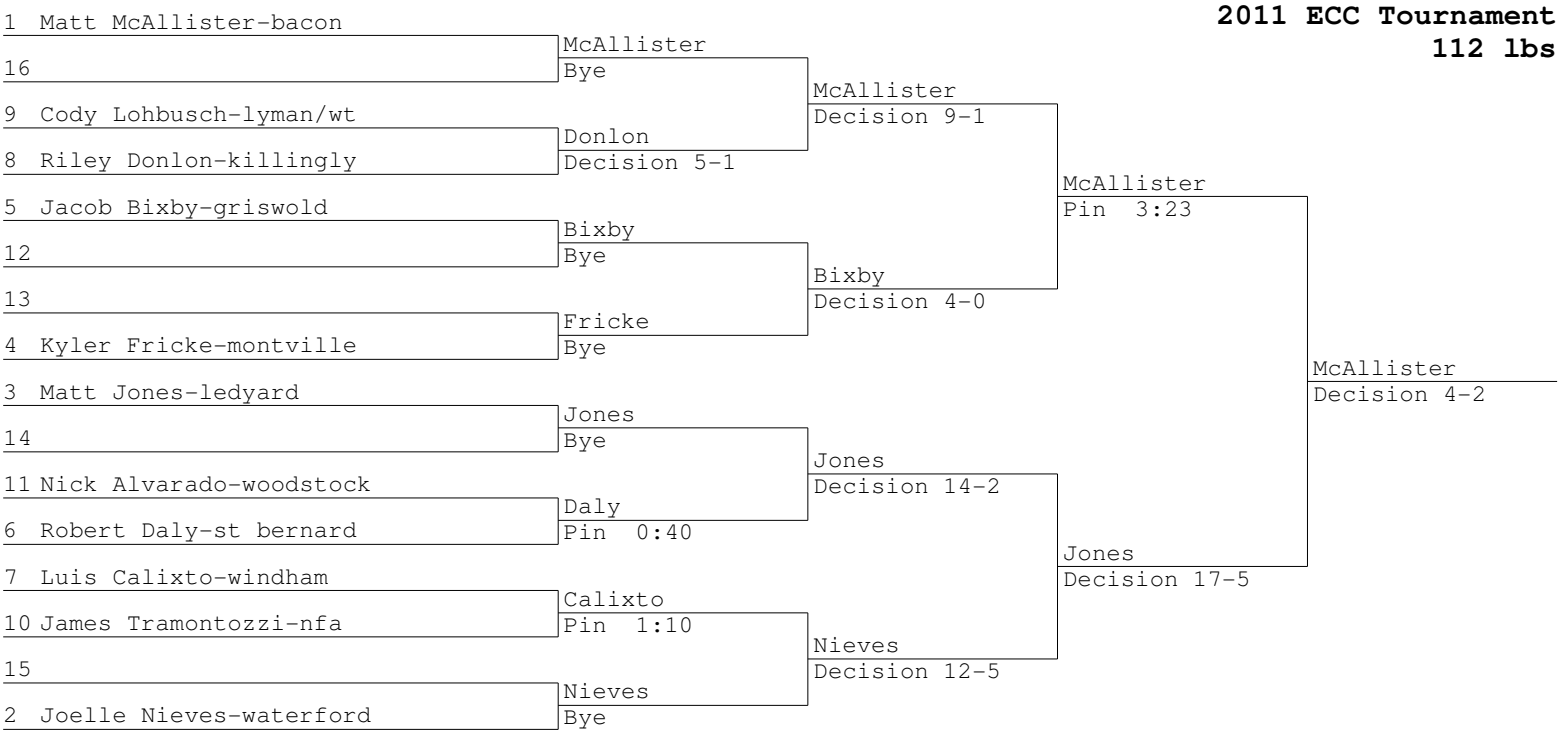 2011 ECC Tournament
112 lbs
1 Matt McAllister-bacon
16
9 Cody Lohbusch-lyman/wt
8 Riley Donlon-killingly
5 Jacob Bixby-griswold
12
13
4 Kyler Fricke-montville
3 Matt Jones-ledyard
14
11 Nick Alvarado-woodstock
6 Robert Daly-st bernard
7 Luis Calixto-windham
10 James Tramontozzi-nfa
15
2 Joelle Nieves-waterford
McAllister
Bye
Donlon
Decision 5-1
Bixby
Bye
Fricke
Bye
Jones
Bye
Daly
Pin 0:40
Calixto
Pin 1:10
Nieves
Bye
McAllister
Decision 9-1
Bixby
Decision 4-0
Jones
Decision 14-2
Nieves
Decision 12-5
McAllister
Pin 3:23
Jones
Decision 17-5
McAllister
Decision 4-2